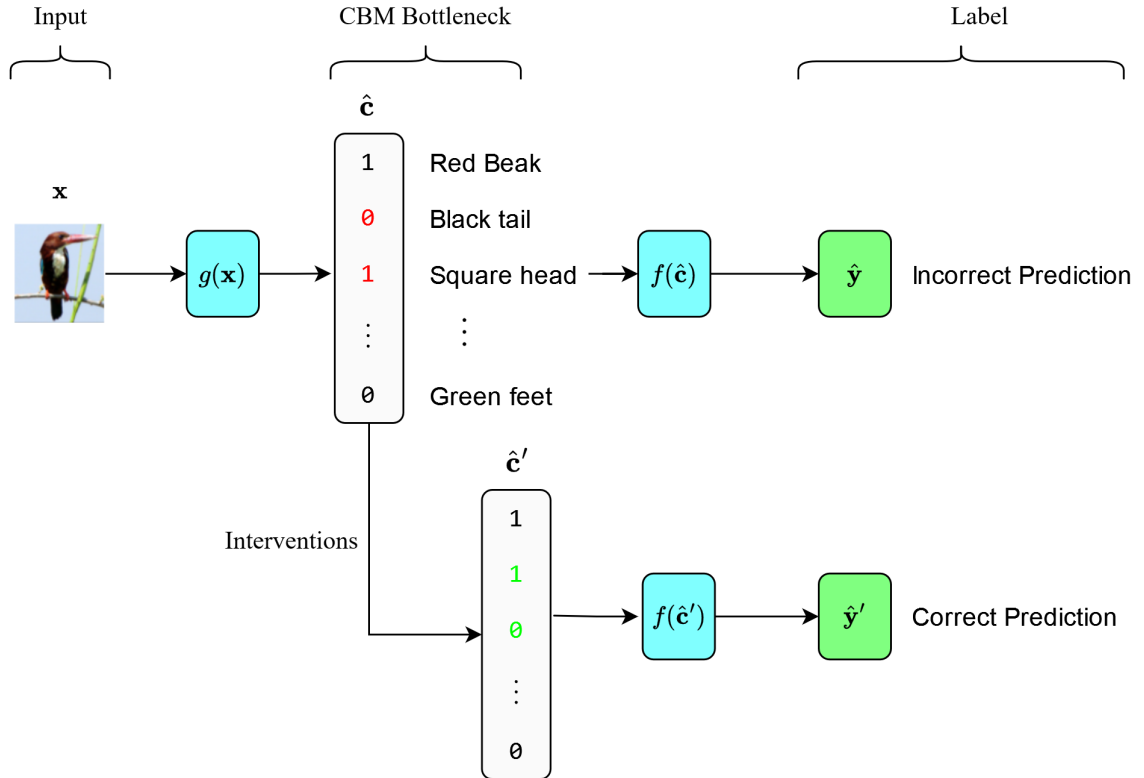 Input
CBM Bottleneck
Label
ĉ
x
1 Red Beak
0 Black tail
g(x)
1 Square head
f(ĉ)
ŷ
Incorrect Prediction
⋮ ⋮
0 Green feet
ĉ′
Interventions
1
1
0
f(ĉ′)
ŷ′
Correct Prediction
⋮
0